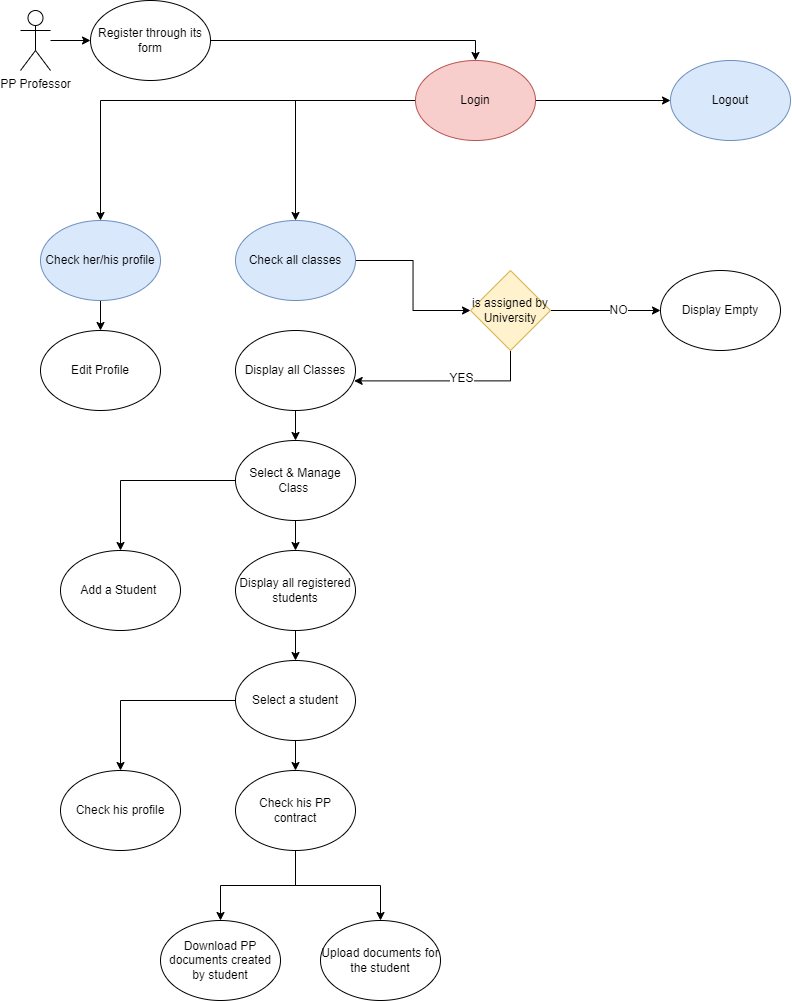 Register through its
form
PP Professor
Login
Logout
Check her/his profile
Check all classes
is assigned by
University
NO
Display Empty
Edit Profile
Display all Classes
YES
Select & Manage
Class
Add a Student
Display all registered
students
Select a student
Check his profile
Check his PP
contract
Download PP
documents created
by student
Upload documents for
the student